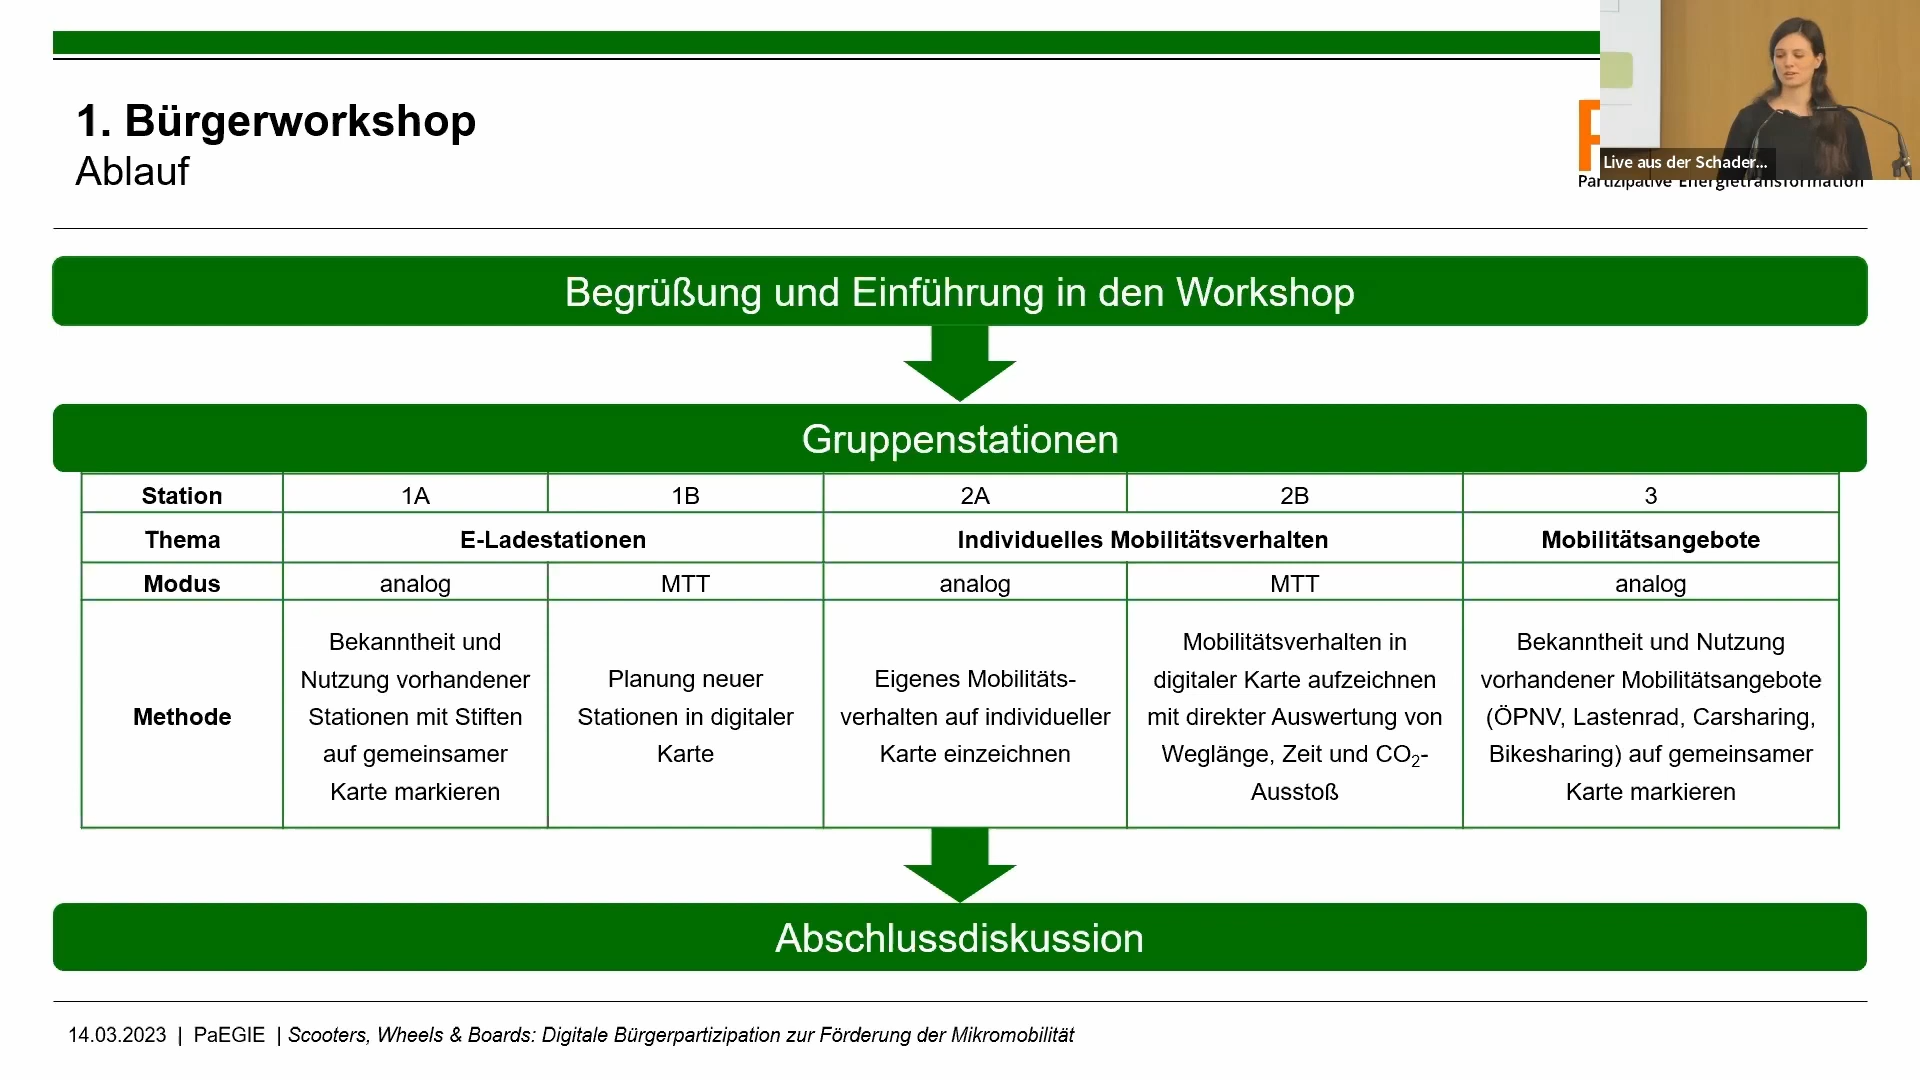 1. Bürgerworkshop
Ablauf
Live aus der Schader...
Partizipative Energietransformation
Begrüßung und Einführung in den Workshop
Gruppenstationen
Station 1A 1B 2A 2B 3
Thema E-Ladestationen Individuelles Mobilitätsverhalten Mobilitätsangebote
Modus analog MTT analog MTT analog
Methode
Bekanntheit und
Nutzung vorhandener
Stationen mit Stiften
auf gemeinsamer
Karte markieren
Planung neuer
Stationen in digitaler
Karte
Eigenes Mobilitäts-
verhalten auf individueller
Karte einzeichnen
Mobilitätsverhalten in
digitaler Karte aufzeichnen
mit direkter Auswertung von
Weglänge, Zeit und CO₂-
Ausstoß
Bekanntheit und Nutzung
vorhandener Mobilitätsangebote
(ÖPNV, Lastenrad, Carsharing,
Bikesharing) auf gemeinsamer
Karte markieren
Abschlussdiskussion
14.03.2023 | PaEGIE | Scooters, Wheels & Boards: Digitale Bürgerpartizipation zur Förderung der Mikromobilität